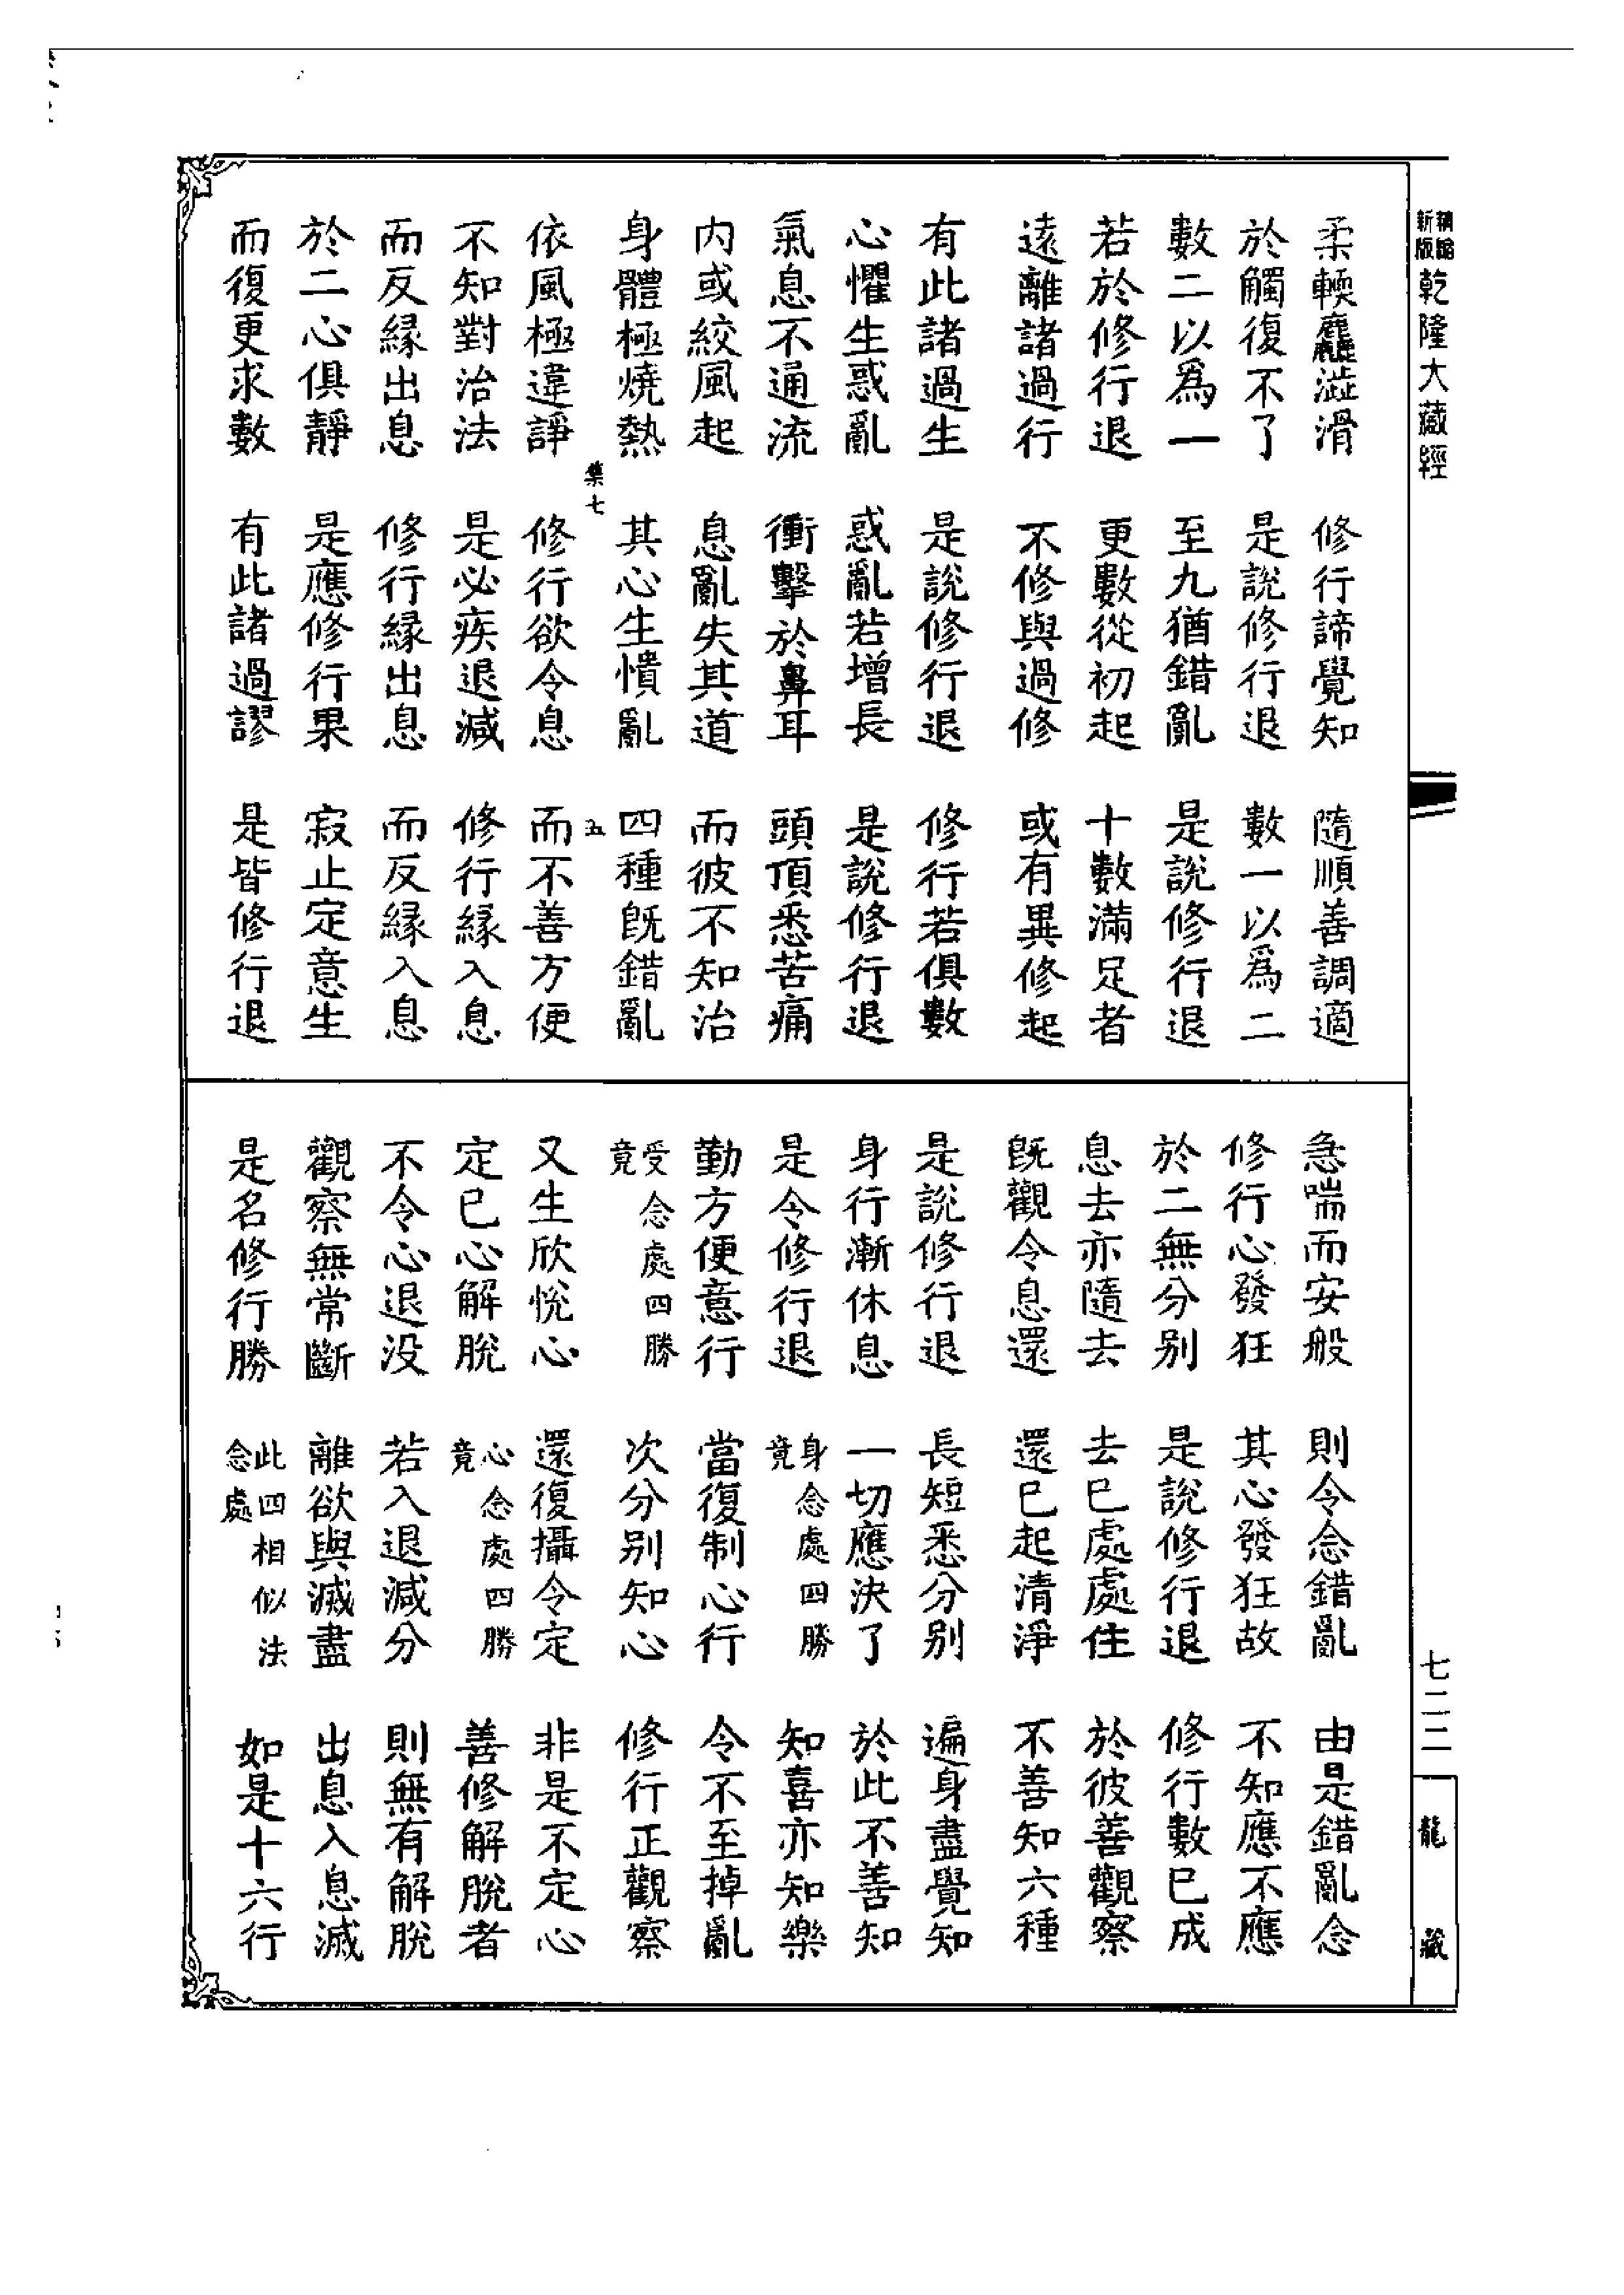 新版精縮乾隆大藏經
柔輭麤澁滑 修行諦覺知 隨順善調適
於觸復不了 是說修行退 數一以為二
數二以為一 至九猶錯亂 是說修行退
若於修行退 更數從初起 十數滿足者
遠離諸過行 不修與過修 或有異修起
有此諸過生 是說修行退 修行若俱數
心懼生惑亂 惑亂若增長 是說修行退
氣息不通流 衝擊於鼻耳 頭頂悉苦痛
内或絞風起 息亂失其道 而彼不知治
身體極燒熱 其心生憒亂 四種旣錯亂
集七 五
依風極違諍 修行欲令息 而不善方便
不知對治法 是必疾退減 修行緣入息
而反緣出息 修行緣出息 而反緣入息
於二心俱靜 是應修行果 寂止定意生
而復更求數 有此諸過謬 是皆修行退
急喘而安般 則令念錯亂 由是錯亂念
修行心發狂 其心發狂故 不知應不應
於二無分别 是說修行退 修行數已成
息去亦隨去 去已處處住 於彼善觀察
旣觀令息還 還已起清淨 不善知六種
是說修行退 長短悉分别 遍身盡覺知
身行漸休息 一切應決了 於此不善知
是令修行退 身念處四勝竟 知喜亦知樂
勤方便意行 當復制心行 令不至掉亂
受念處四勝竟 次分别知心 修行正觀察
又生欣悅心 還復攝令定 非是不定心
定已心解脫 心念處四勝竟 善修解脫者
不令心退没 若入退減分 則無有解脫
觀察無常斷 離欲與滅盡 出息入息滅
是名修行勝 此四相似法念處 如是十六行
七二二
龍藏